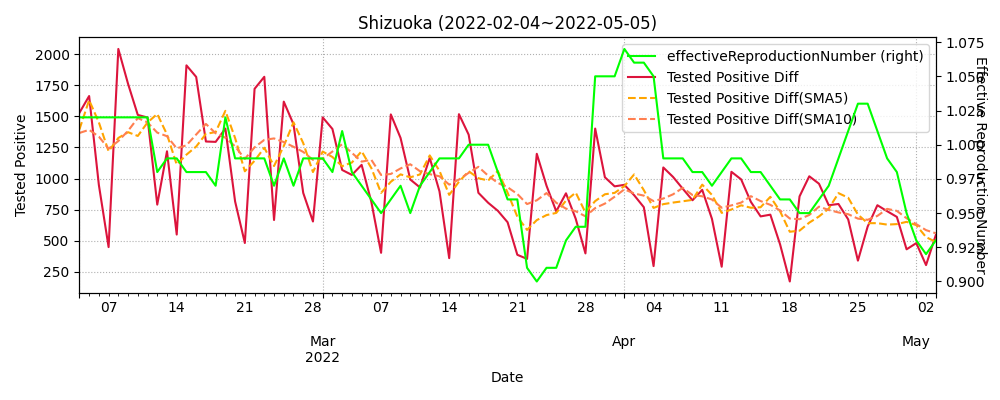 Shizuoka (2022-02-04~2022-05-05)
effectiveReproductionNumber (right)
Tested Positive Diff
Tested Positive Diff(SMA5)
Tested Positive Diff(SMA10)
Tested Positive
2000
1750
1500
1250
1000
750
500
250
1.075
1.050
1.025
1.000
0.975
0.950
0.925
0.900
Effective Reproduction Number
07 14 21 28 07 14 21 28 04 11 18 25 02
Mar Apr May
2022
Date